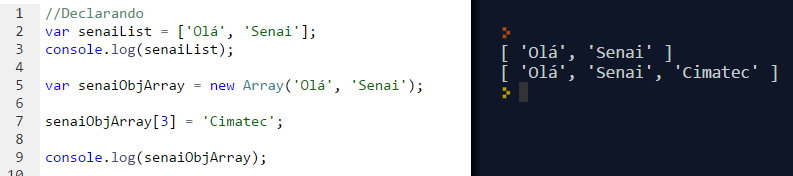 1 //Declarando
2 var senaiList = ['Olá', 'Senai'];
3 console.log(senaiList);
4
5 var senaiObjArray = new Array('Olá', 'Senai');
6
7 senaiObjArray[3] = 'Cimatec';
8
9 console.log(senaiObjArray);
10
[ 'Olá', 'Senai' ]
[ 'Olá', 'Senai', 'Cimatec' ]